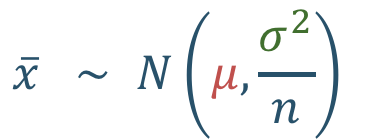 x̄ ~ N(μ, σ²/n)